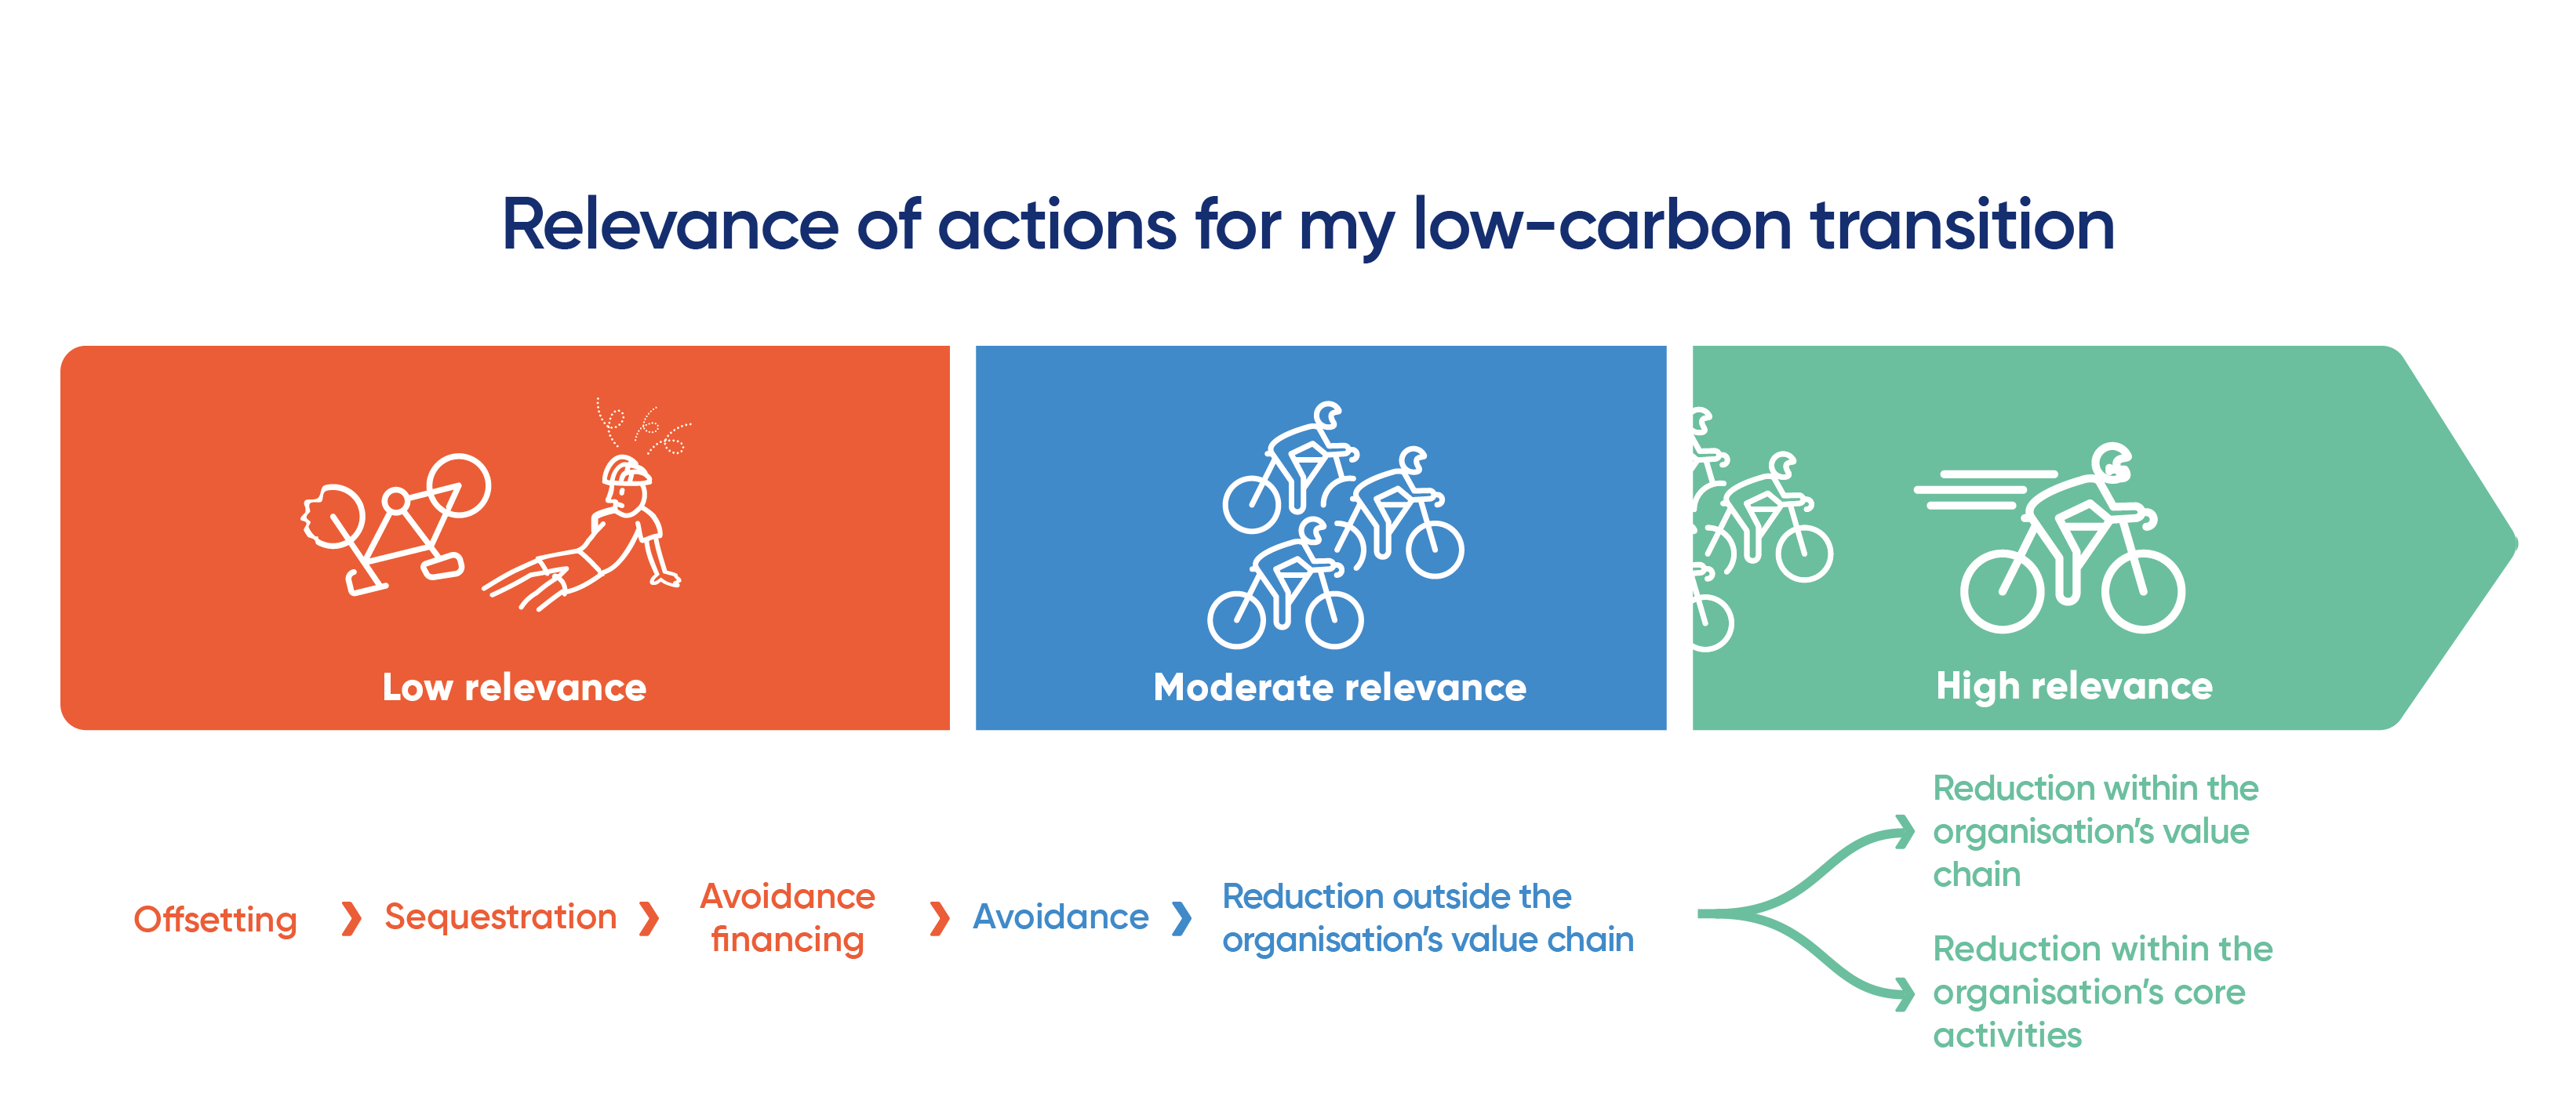 Relevance of actions for my low-carbon transition
Low relevance
Moderate relevance
High relevance
Offsetting
Sequestration
Avoidance
financing
Avoidance
Reduction outside the
organisation's value chain
Reduction within the
organisation's value
chain
Reduction within the
organisation's core
activities